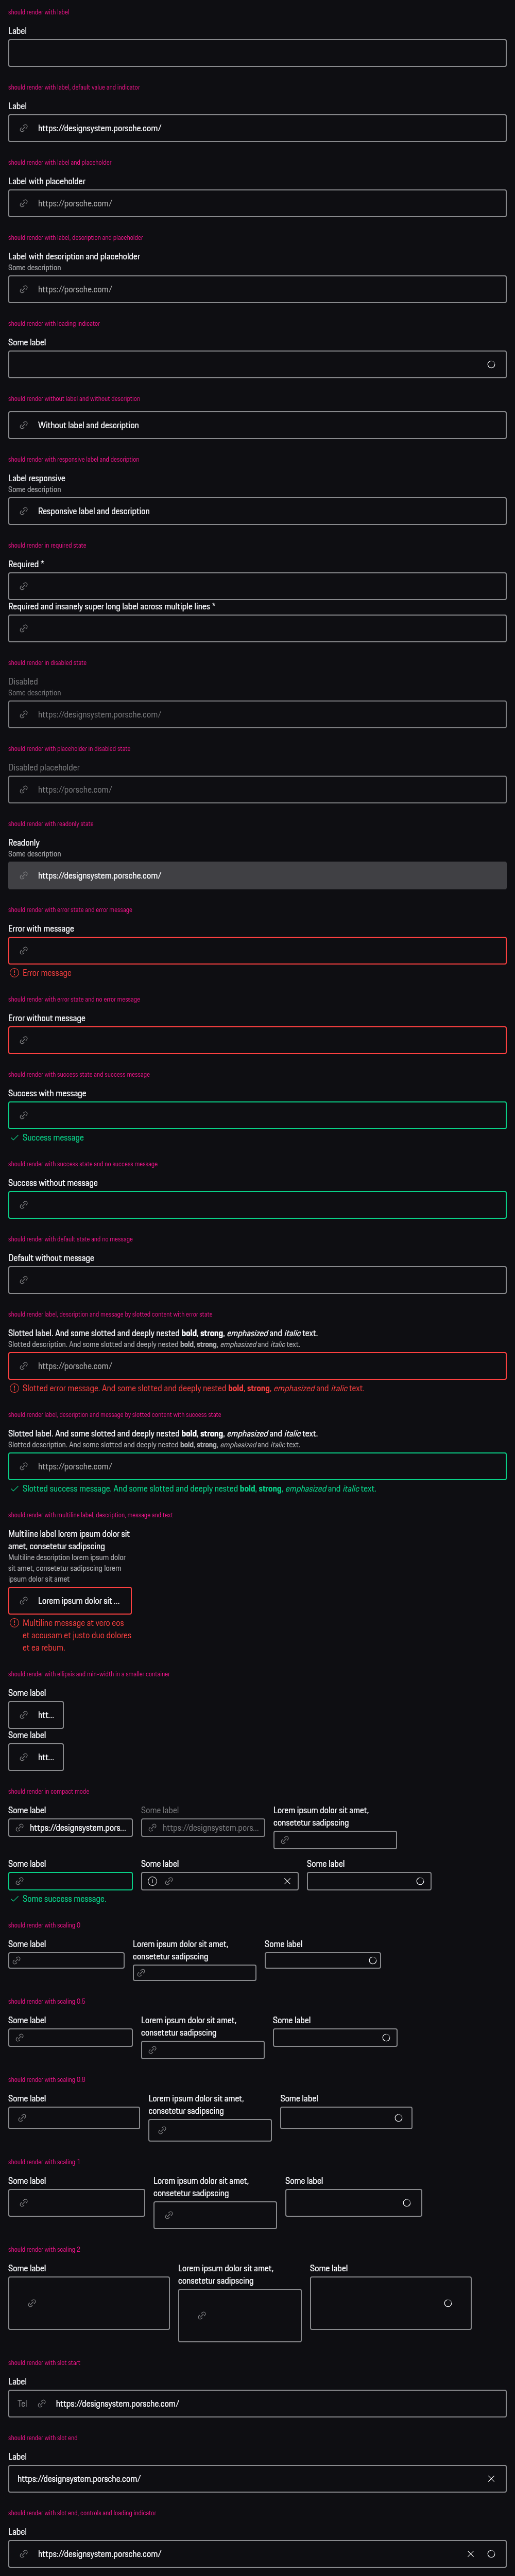 should render with label
Label
should render with label, default value and indicator
Label
https://designsystem.porsche.com/
should render with label and placeholder
Label with placeholder
https://porsche.com/
should render with label, description and placeholder
Label with description and placeholder
Some description
https://porsche.com/
should render with loading indicator
Some label
should render without label and without description
Without label and description
should render with responsive label and description
Label responsive
Some description
Responsive label and description
should render in required state
Required *
Required and insanely super long label across multiple lines *
should render in disabled state
Disabled
Some description
https://designsystem.porsche.com/
should render with placeholder in disabled state
Disabled placeholder
https://porsche.com/
should render with readonly state
Readonly
Some description
https://designsystem.porsche.com/
should render with error state and error message
Error with message
Error message
should render with error state and no error message
Error without message
should render with success state and success message
Success with message
Success message
should render with success state and no success message
Success without message
should render with default state and no message
Default without message
should render label, description and message by slotted content with error state
Slotted label. And some slotted and deeply nested bold, strong, emphasized and italic text.
Slotted description. And some slotted and deeply nested bold, strong, emphasized and italic text.
https://porsche.com/
Slotted error message. And some slotted and deeply nested bold, strong, emphasized and italic text.
should render label, description and message by slotted content with success state
Slotted label. And some slotted and deeply nested bold, strong, emphasized and italic text.
Slotted description. And some slotted and deeply nested bold, strong, emphasized and italic text.
https://porsche.com/
Slotted success message. And some slotted and deeply nested bold, strong, emphasized and italic text.
should render with multiline label, description, message and text
Multiline label lorem ipsum dolor sit
amet, consetetur sadipscing
Multiline description lorem ipsum dolor
sit amet, consetetur sadipscing lorem
ipsum dolor sit amet
Lorem ipsum dolor sit ...
Multiline message at vero eos
et accusam et justo duo dolores
et ea rebum.
should render with ellipsis and min-width in a smaller container
Some label
htt...
Some label
htt...
should render in compact mode
Some label
https://designsystem.pors...
Some label
https://designsystem.pors...
Lorem ipsum dolor sit amet,
consetetur sadipscing
Some label
Some success message.
Some label
Some label
should render with scaling 0
Some label
Lorem ipsum dolor sit amet,
consetetur sadipscing
Some label
should render with scaling 0.5
Some label
Lorem ipsum dolor sit amet,
consetetur sadipscing
Some label
should render with scaling 0.8
Some label
Lorem ipsum dolor sit amet,
consetetur sadipscing
Some label
should render with scaling 1
Some label
Lorem ipsum dolor sit amet,
consetetur sadipscing
Some label
should render with scaling 2
Some label
Lorem ipsum dolor sit amet,
consetetur sadipscing
Some label
should render with slot start
Label
Tel https://designsystem.porsche.com/
should render with slot end
Label
https://designsystem.porsche.com/
should render with slot end, controls and loading indicator
Label
https://designsystem.porsche.com/